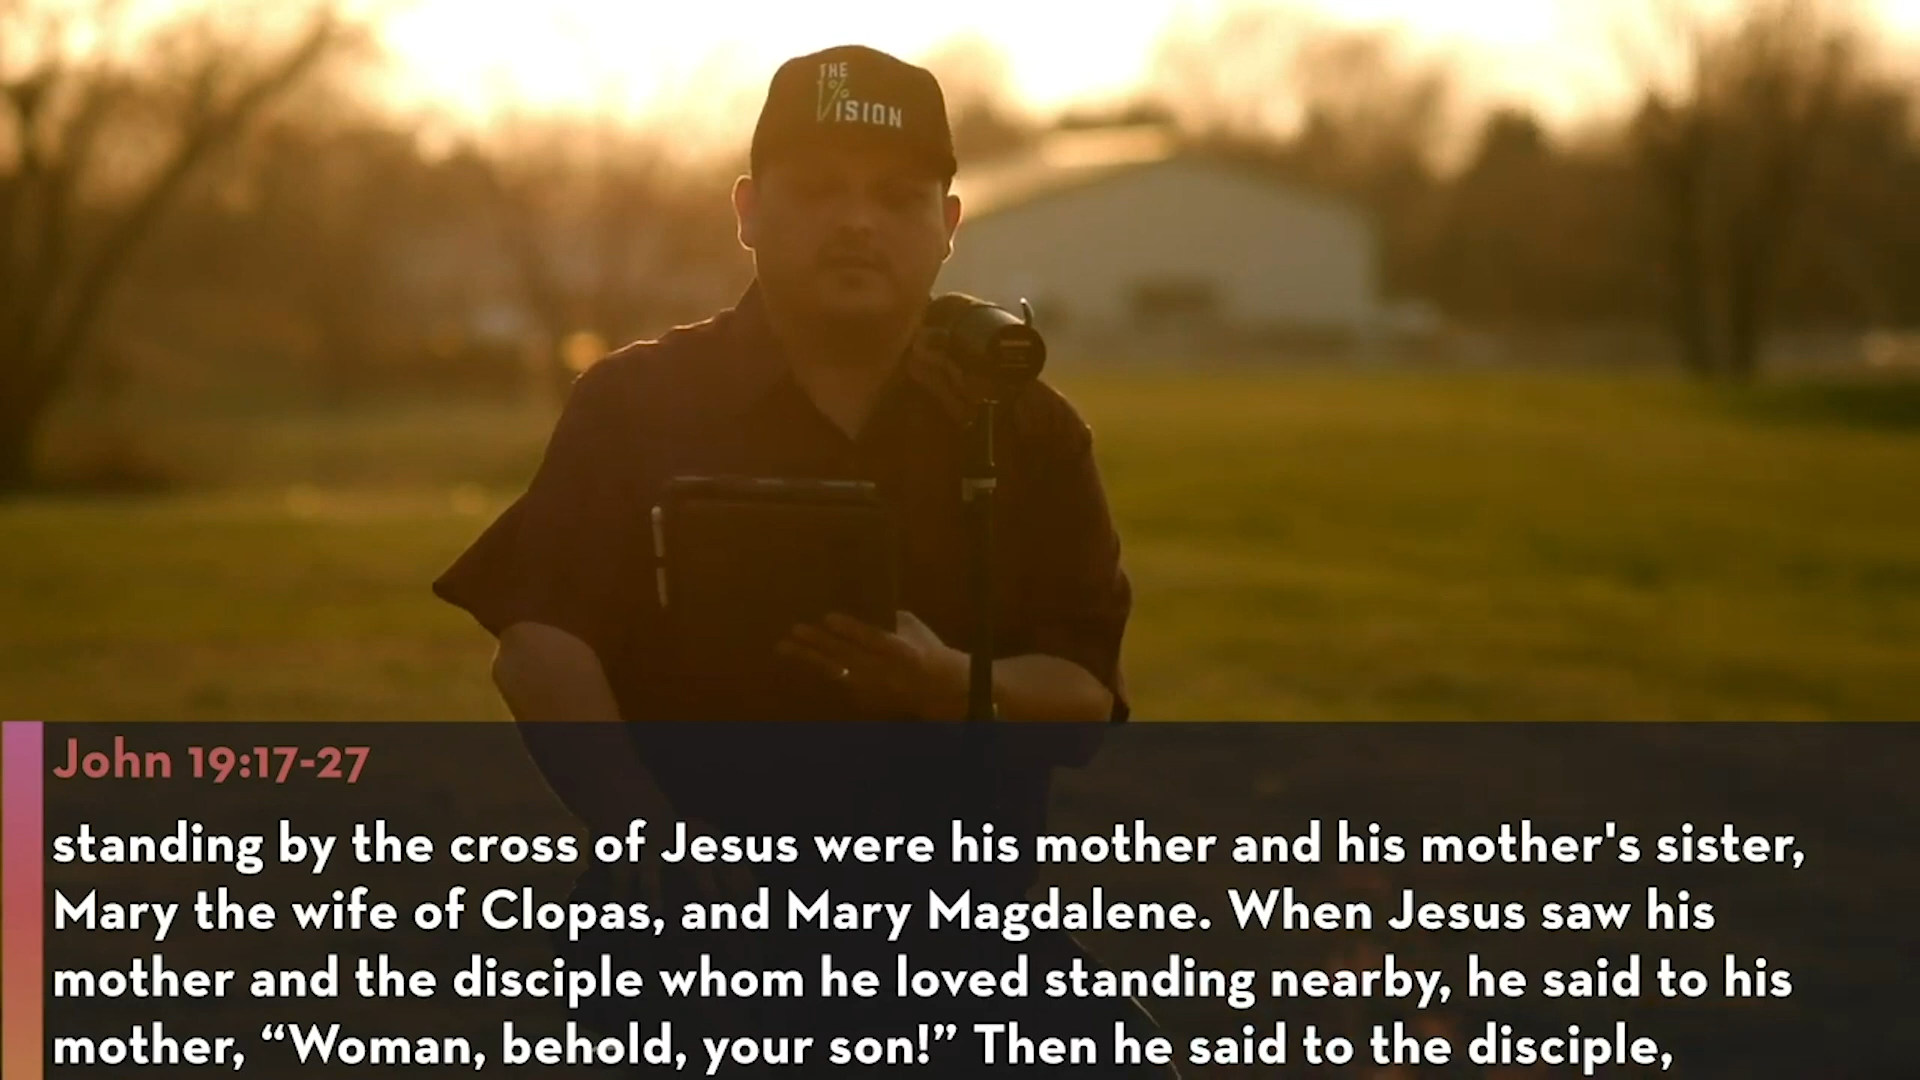 THE
1%
VISION
John 19:17-27
standing by the cross of Jesus were his mother and his mother's sister,
Mary the wife of Clopas, and Mary Magdalene. When Jesus saw his
mother and the disciple whom he loved standing nearby, he said to his
mother, “Woman, behold, your son!” Then he said to the disciple,